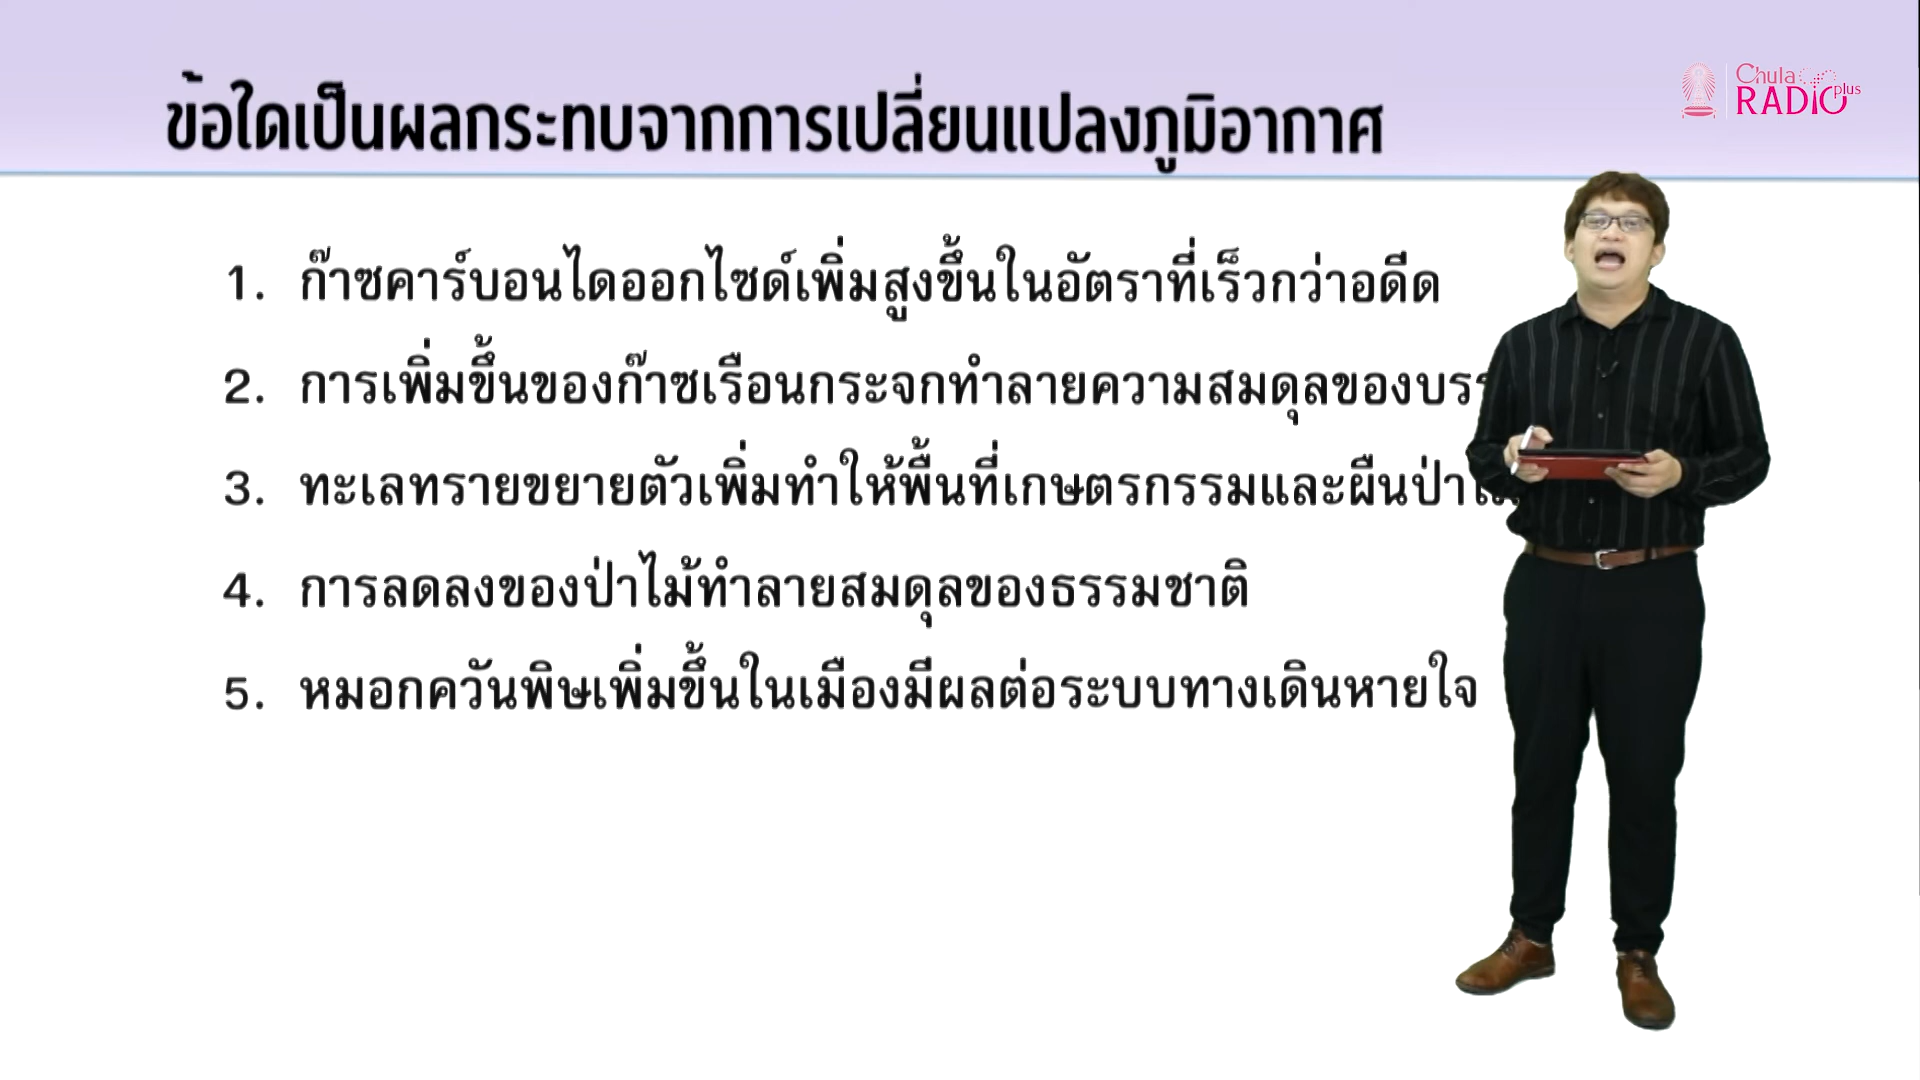 ข้อใดเป็นผลกระทบจากการเปลี่ยนแปลงภูมิอากาศ
Chula
RADIO plus
1. ก๊าซคาร์บอนไดออกไซด์เพิ่มสูงขึ้นในอัตราที่เร็วกว่าอดีต
2. การเพิ่มขึ้นของก๊าซเรือนกระจกทำลายความสมดุลของ
3. ทะเลทรายขยายตัวเพิ่มทำให้พื้นที่เกษตรกรรมและผืนป่า
4. การลดลงของป่าไม้ทำลายสมดุลของธรรมชาติ
5. หมอกควันพิษเพิ่มขึ้นในเมืองมีผลต่อระบบทางเดินหายใจ